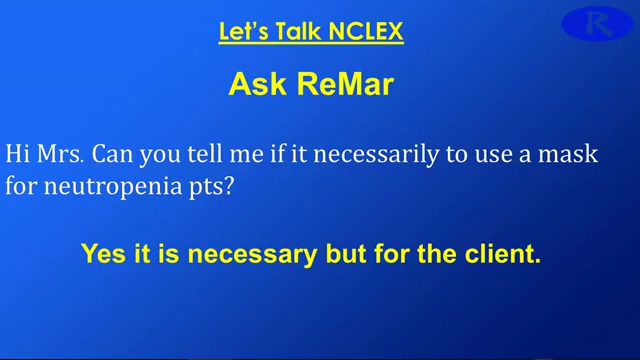 Let's Talk NCLEX
R
Ask ReMar
Hi Mrs. Can you tell me if it necessarily to use a mask
for neutropenia pts?
Yes it is necessary but for the client.